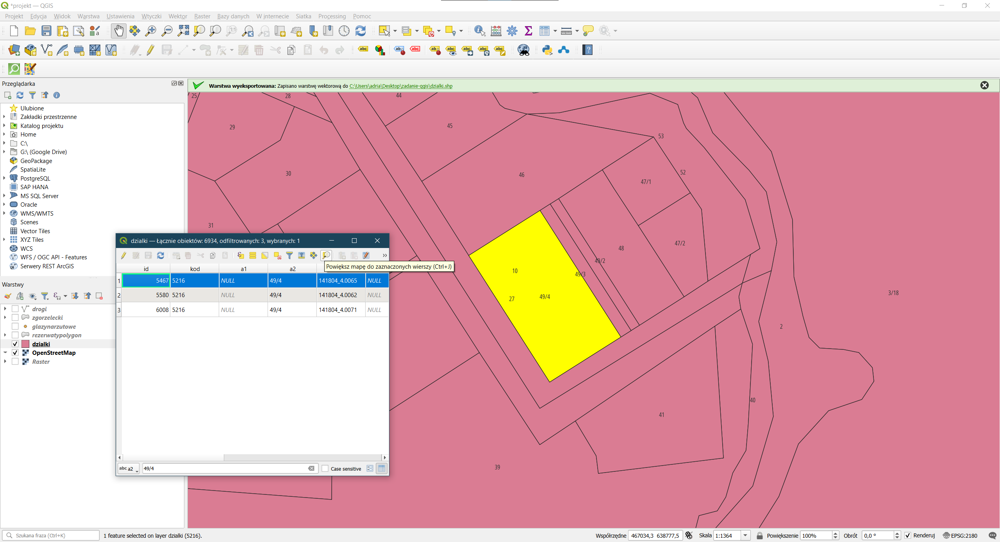 *projekt — QGIS
Projekt Edycja Widok Warstwa Ustawienia Wtyczki Wektor Raster Bazy danych W internecie Siatka Processing Pomoc
Przeglądarka
Warstwa wyeksportowana: Zapisano warstwę wektorową do C:\Users\adria\Desktop\zadanie-qgis\dzialki.shp
Ulubione
Zakładki przestrzenne
Katalog projektu
Home
C:\
G:\ (Google Drive)
GeoPackage
SpatiaLite
PostgreSQL
SAP HANA
MS SQL Server
Oracle
WMS/WMTS
Scenes
Vector Tiles
XYZ Tiles
WCS
WFS / OGC API - Features
Serwery REST ArcGIS
Warstwy
drogi
zgorzelecki
glazynarzutowe
rezerwatypolygon
dzialki
OpenStreetMap
Raster
dzialki — Łącznie obiektów: 6934, odfiltrowanych: 3, wybranych: 1
Powiększ mapę do zaznaczonych wierszy (Ctrl+J)
id kod a1 a2
1 5467 5216 NULL 49/4 141804_4.0065 NULL
2 5580 5216 NULL 49/4 141804_4.0062 NULL
3 6008 5216 NULL 49/4 141804_4.0071 NULL
abc a2 49/4 Case sensitive
25
28
44
29
45
53
30
46
52
47/1
31
48
47/2
49/2
10
49/3
27
49/4
3/18
2
40
41
39
Szukana fraza (Ctrl+K) 1 feature selected on layer dzialki (5216). Współrzędne 467034,3 638777,5 Skala 1:1364 Powiększenie 100% Obrót 0,0 ° Renderuj EPSG:2180